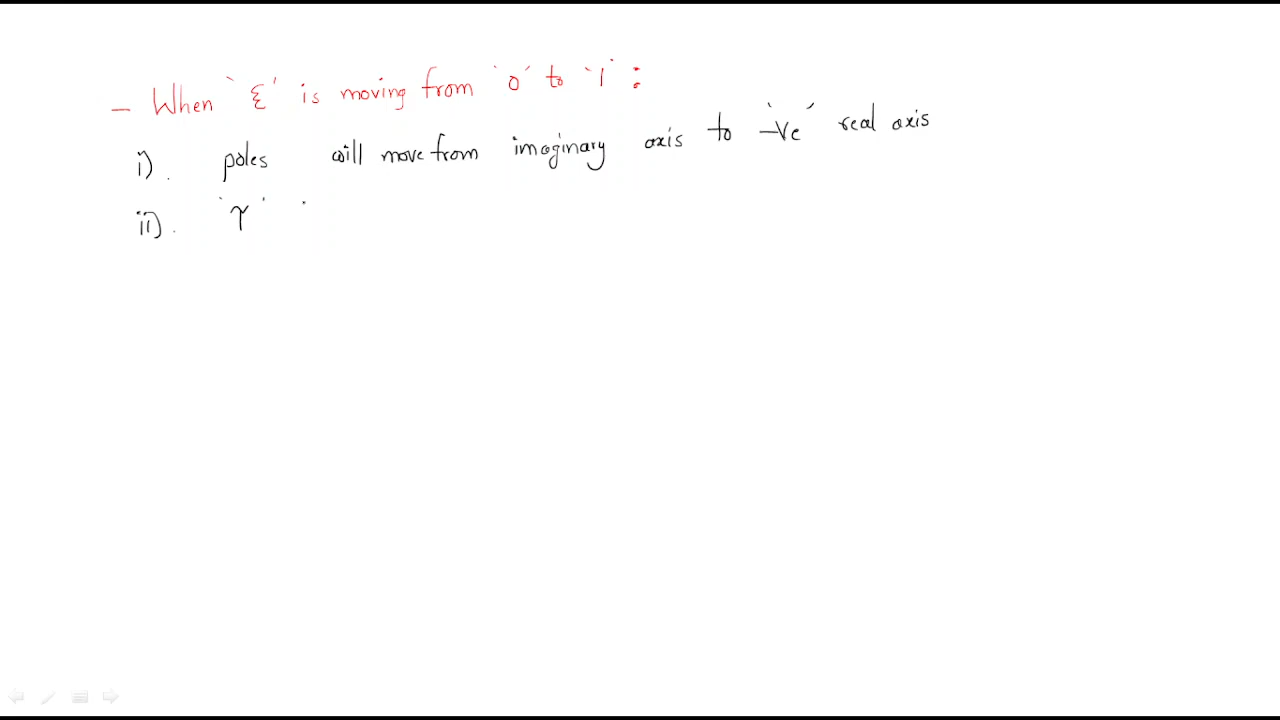 - When `ξ' is moving from `0' to `1' :
i). poles will move from imaginary axis to `-ve' real axis
ii). `τ'